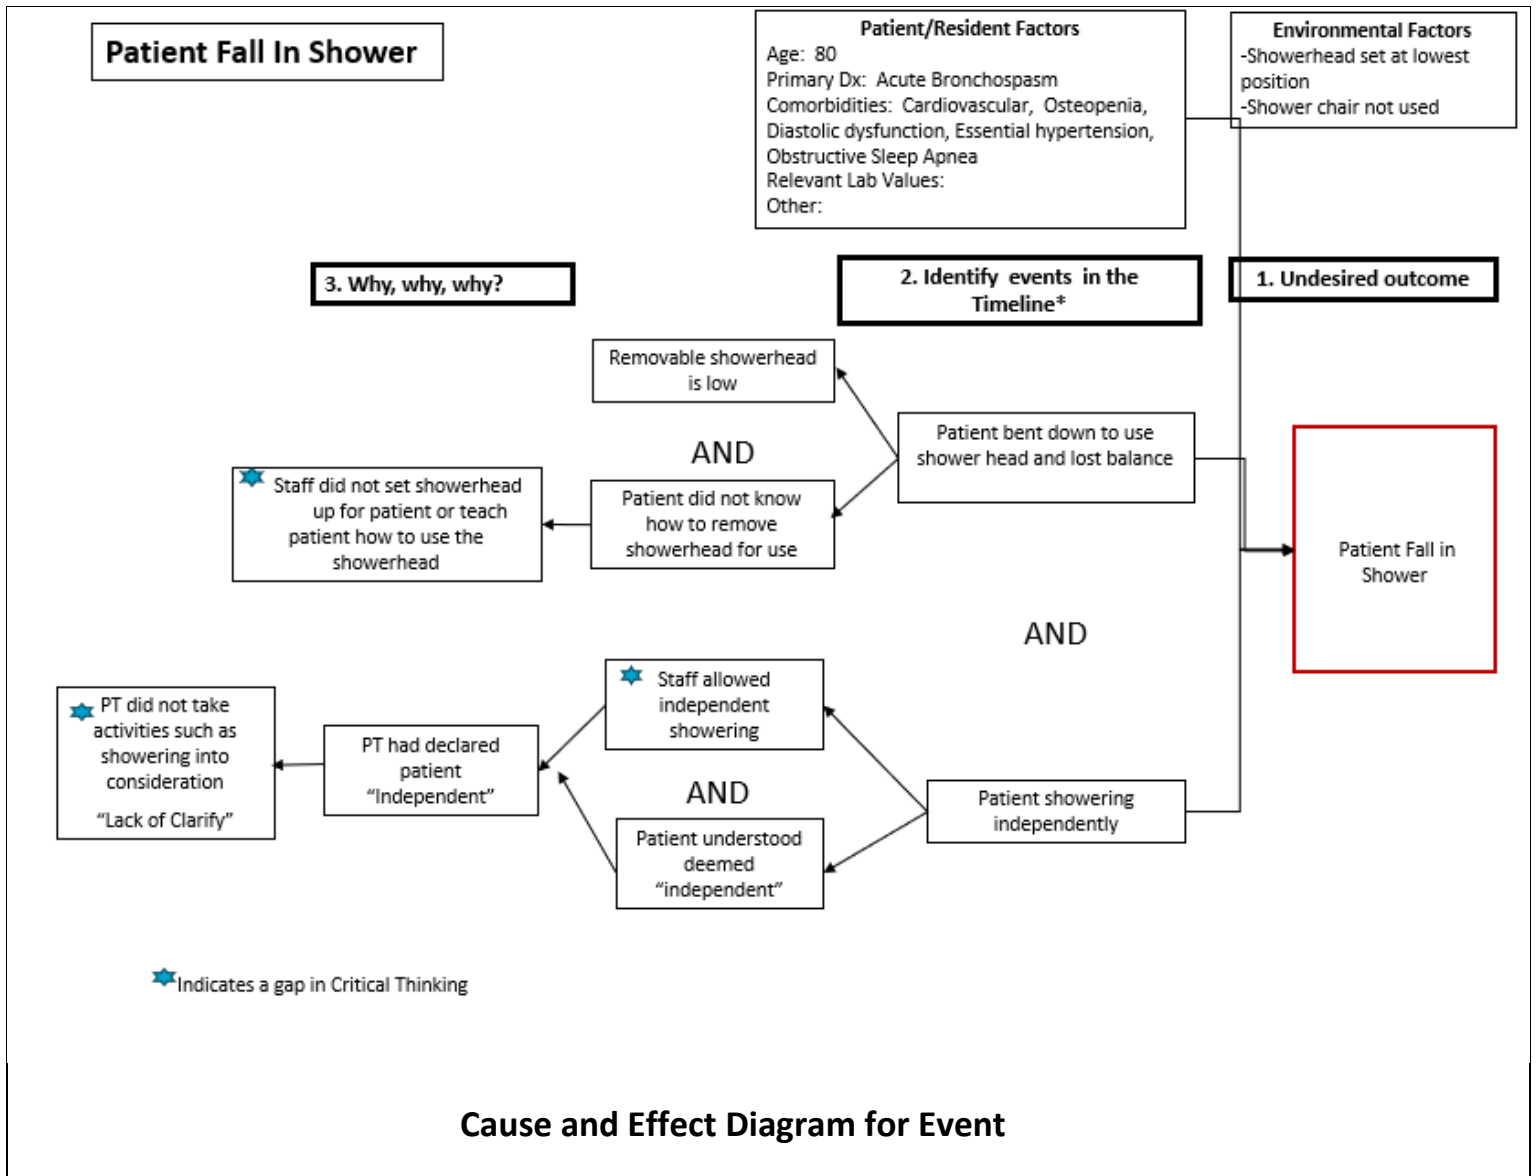 Patient Fall In Shower
Patient/Resident Factors
Age: 80
Primary Dx: Acute Bronchospasm
Comorbidities: Cardiovascular, Osteopenia,
Diastolic dysfunction, Essential hypertension,
Obstructive Sleep Apnea
Relevant Lab Values:
Other:
Environmental Factors
-Showerhead set at lowest
position
-Shower chair not used
3. Why, why, why?
2. Identify events in the
Timeline*
1. Undesired outcome
Removable showerhead
is low
AND
Patient bent down to use
shower head and lost balance
Staff did not set showerhead
up for patient or teach
patient how to use the
showerhead
Patient did not know
how to remove
showerhead for use
Patient Fall in
Shower
AND
PT did not take
activities such as
showering into
consideration
“Lack of Clarify”
PT had declared
patient
“Independent”
Staff allowed
independent
showering
AND
Patient understood
deemed
“independent”
Patient showering
independently
Indicates a gap in Critical Thinking
Cause and Effect Diagram for Event